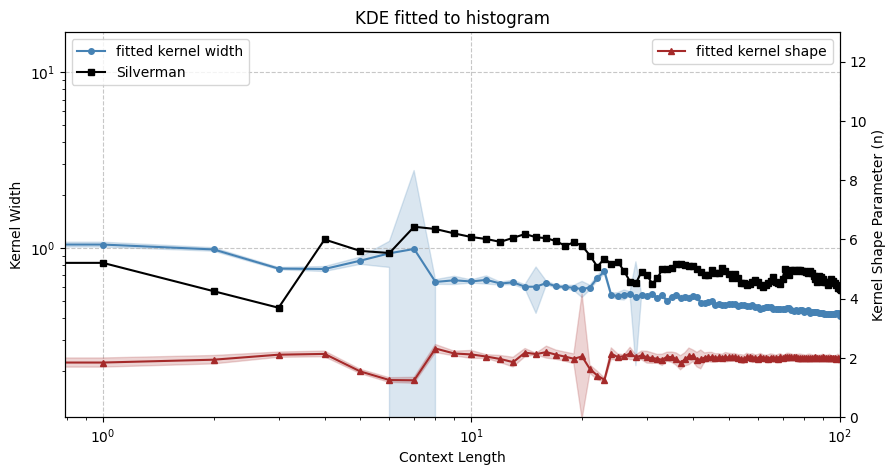 KDE fitted to histogram
fitted kernel width
Silverman
fitted kernel shape
Kernel Width
10¹
10⁰
Kernel Shape Parameter (n)
12
10
8
6
4
2
0
10⁰
10¹
10²
Context Length